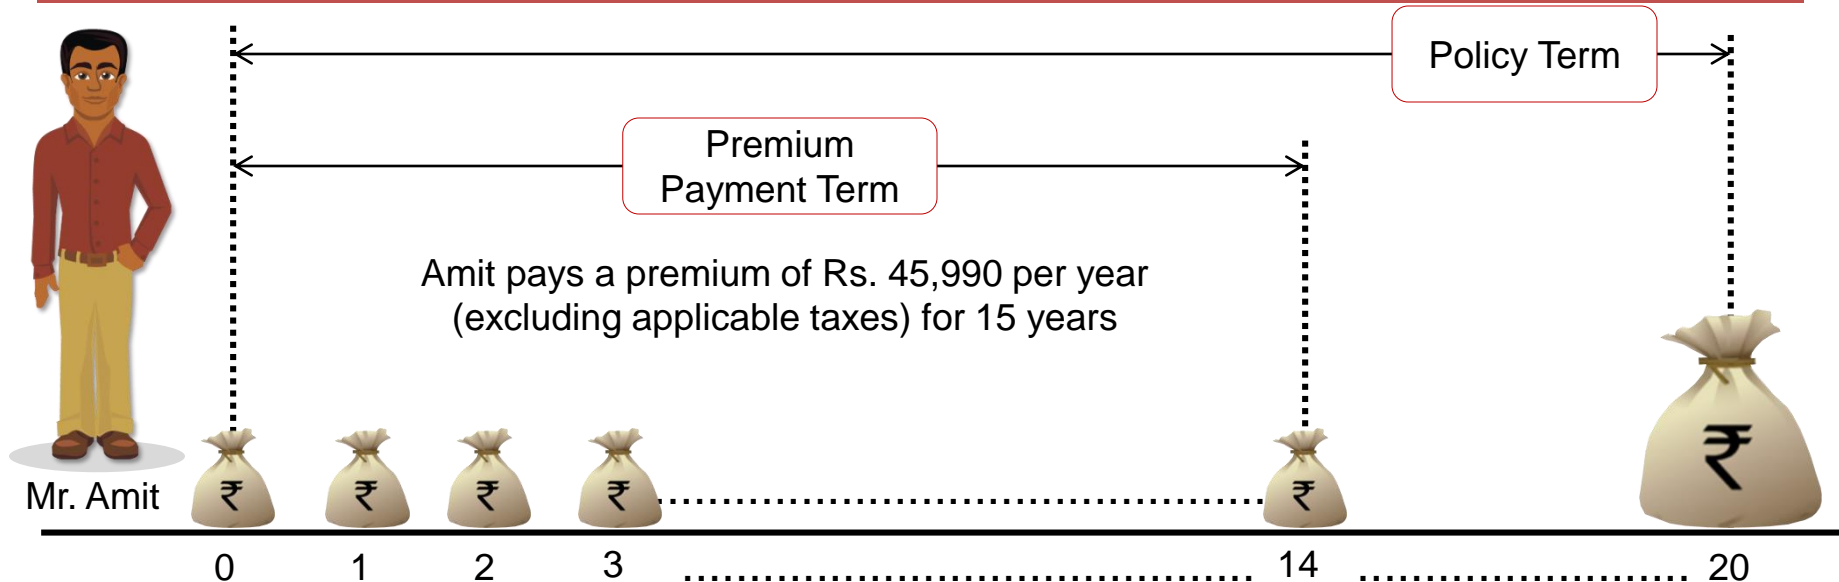 Policy Term
Premium
Payment Term
Amit pays a premium of Rs. 45,990 per year
(excluding applicable taxes) for 15 years
₹ ₹ ₹ ₹ ₹ ₹
Mr. Amit
0 1 2 3 .......................................... 14 ........................ 20